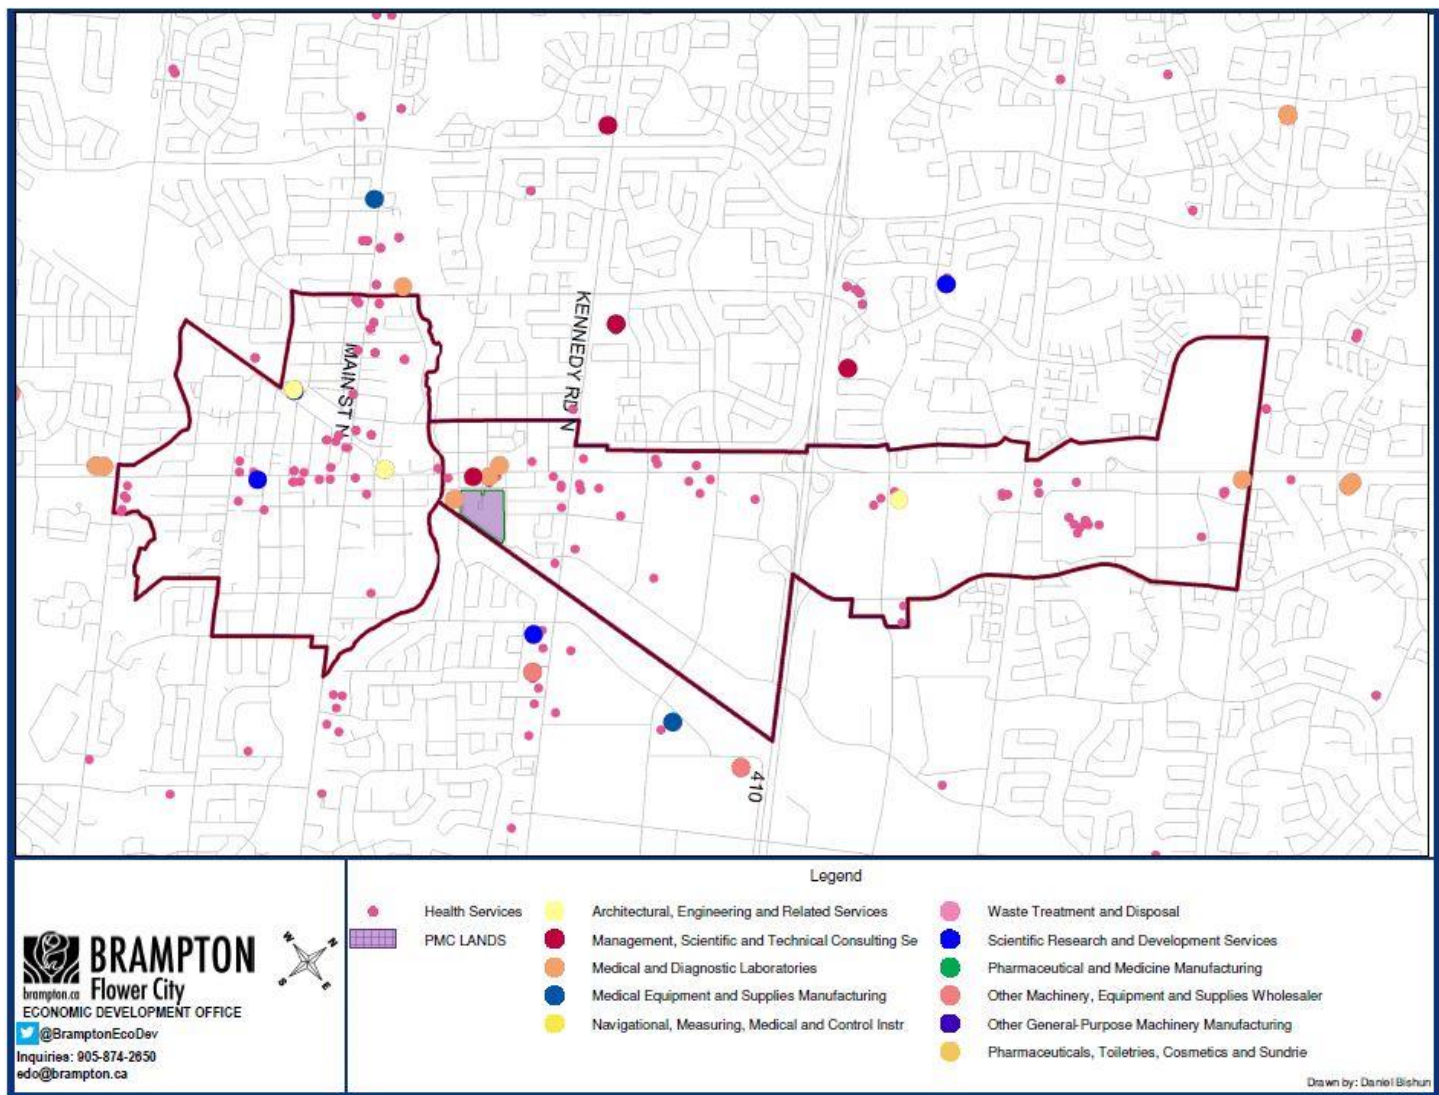 KENNEDY RD N
MAIN ST N
410
Legend
Health Services
PMC LANDS
Architectural, Engineering and Related Services
Management, Scientific and Technical Consulting Se
Medical and Diagnostic Laboratories
Medical Equipment and Supplies Manufacturing
Navigational, Measuring, Medical and Control Instr
Waste Treatment and Disposal
Scientific Research and Development Services
Pharmaceutical and Medicine Manufacturing
Other Machinery, Equipment and Supplies Wholesaler
Other General-Purpose Machinery Manufacturing
Pharmaceuticals, Toiletries, Cosmetics and Sundrie
BRAMPTON
brampton.ca Flower City
ECONOMIC DEVELOPMENT OFFICE
@BramptonEcoDev
Inquiries: 905-874-2650
edo@brampton.ca
W N
S E
Drawn by: Daniel Bishun